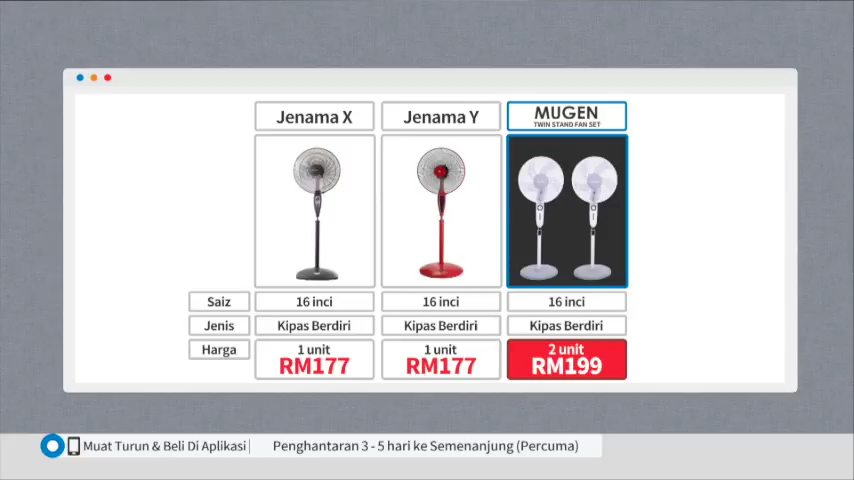 Jenama X
Jenama Y
MUGEN
TWIN STAND FAN SET
Saiz
16 inci
16 inci
16 inci
Jenis
Kipas Berdiri
Kipas Berdiri
Kipas Berdiri
Harga
1 unit
RM177
1 unit
RM177
2 unit
RM199
Muat Turun & Beli Di Aplikasi
Penghantaran 3 - 5 hari ke Semenanjung (Percuma)